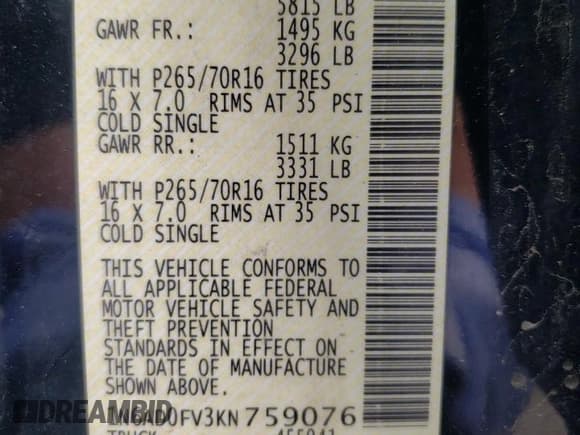 5815 LB
GAWR FR.: 1495 KG
3296 LB
WITH P265/70R16 TIRES
16 X 7.0 RIMS AT 35 PSI
COLD SINGLE
GAWR RR.: 1511 KG
3331 LB
WITH P265/70R16 TIRES
16 X 7.0 RIMS AT 35 PSI
COLD SINGLE
THIS VEHICLE CONFORMS TO
ALL APPLICABLE FEDERAL
MOTOR VEHICLE SAFETY AND
THEFT PREVENTION
STANDARDS IN EFFECT ON
THE DATE OF MANUFACTURE
SHOWN ABOVE.
1N6AD0FV3KN759076
TRUCK
DREAMBID